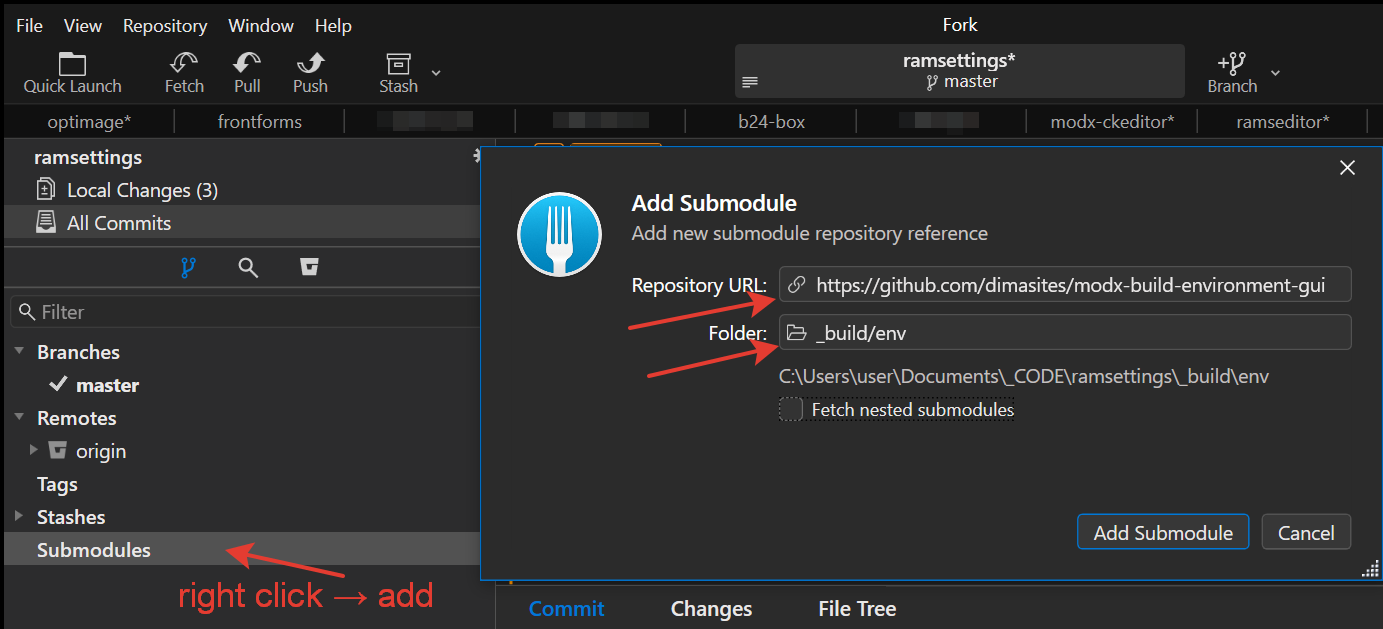 File View Repository Window Help
Fork
Quick Launch Fetch Pull Push Stash
ramsettings*
master
Branch
optimage* frontforms b24-box modx-ckeditor* ramseditor*
ramsettings
Local Changes (3)
All Commits
Filter
Branches
master
Remotes
origin
Tags
Stashes
Submodules
right click → add
Add Submodule
Add new submodule repository reference
Repository URL: https://github.com/dimasites/modx-build-environment-gui
Folder: _build/env
C:\Users\user\Documents\_CODE\ramsettings\_build\env
Fetch nested submodules
Add Submodule Cancel
Commit Changes File Tree